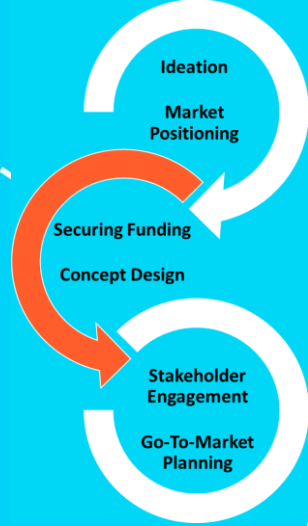 Ideation
Market
Positioning
Securing Funding
Concept Design
Stakeholder
Engagement
Go-To-Market
Planning